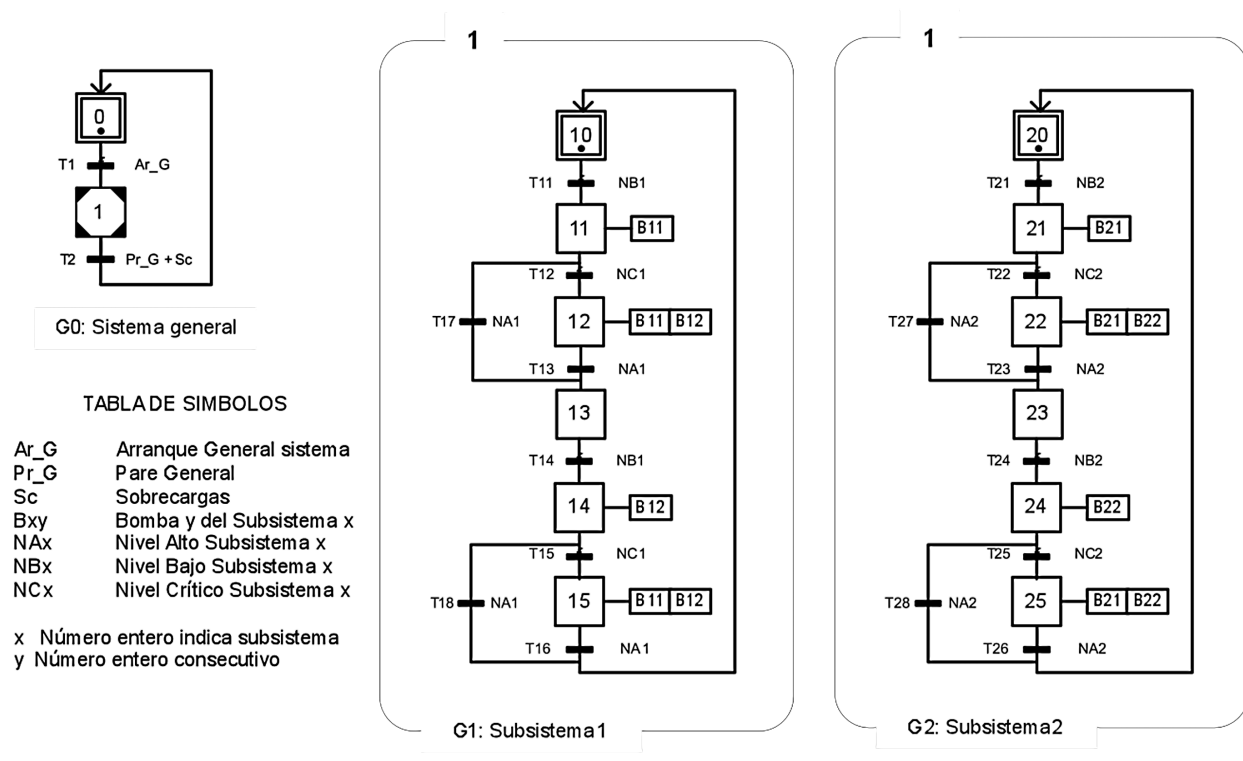 0
T1 Ar_G
1
T2 Pr_G + Sc
G0: Sistema general
TABLA DE SIMBOLOS
Ar_G Arranque General sistema
Pr_G Pare General
Sc Sobrecargas
Bxy Bomba y del Subsistema x
NAx Nivel Alto Subsistema x
NBx Nivel Bajo Subsistema x
NCx Nivel Crítico Subsistema x
x Número entero indica subsistema
y Número entero consecutivo
1
10
T11 NB1
11 B11
T12 NC1
T17 NA1
12 B11 B12
T13 NA1
13
T14 NB1
14 B12
T15 NC1
T18 NA1
15 B11 B12
T16 NA1
G1: Subsistema1
1
20
T21 NB2
21 B21
T22 NC2
T27 NA2
22 B21 B22
T23 NA2
23
T24 NB2
24 B22
T25 NC2
T28 NA2
25 B21 B22
T26 NA2
G2: Subsistema2